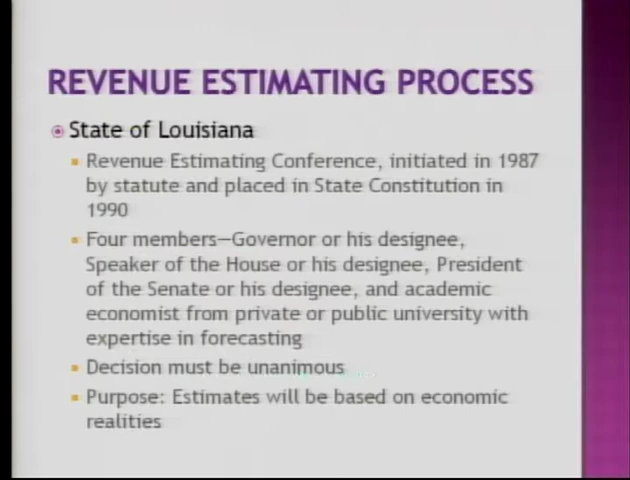 REVENUE ESTIMATING PROCESS
State of Louisiana
Revenue Estimating Conference, initiated in 1987
by statute and placed in State Constitution in
1990
Four members—Governor or his designee,
Speaker of the House or his designee, President
of the Senate or his designee, and academic
economist from private or public university with
expertise in forecasting
Decision must be unanimous
Purpose: Estimates will be based on economic
realities